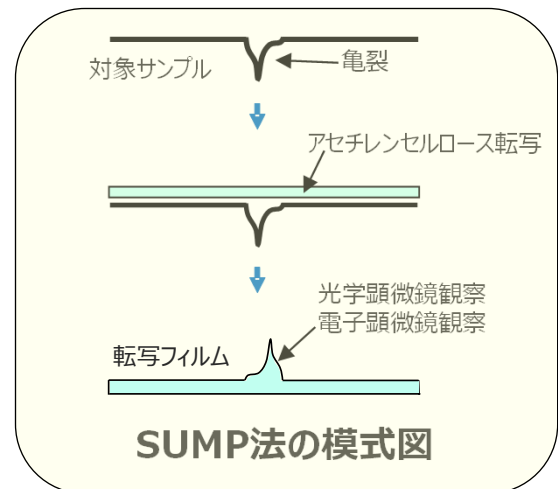 対象サンプル
亀裂
アセチレンセルロース転写
光学顕微鏡観察
電子顕微鏡観察
転写フィルム
SUMP法の模式図